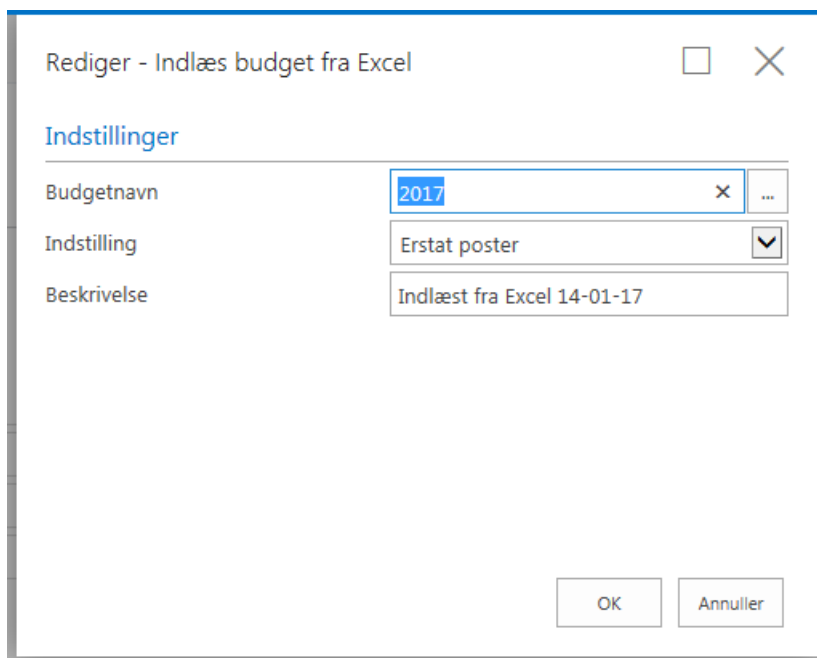 Rediger - Indlæs budget fra Excel
Indstillinger
Budgetnavn 2017 ...
Indstilling Erstat poster
Beskrivelse Indlæst fra Excel 14-01-17
OK Annuller